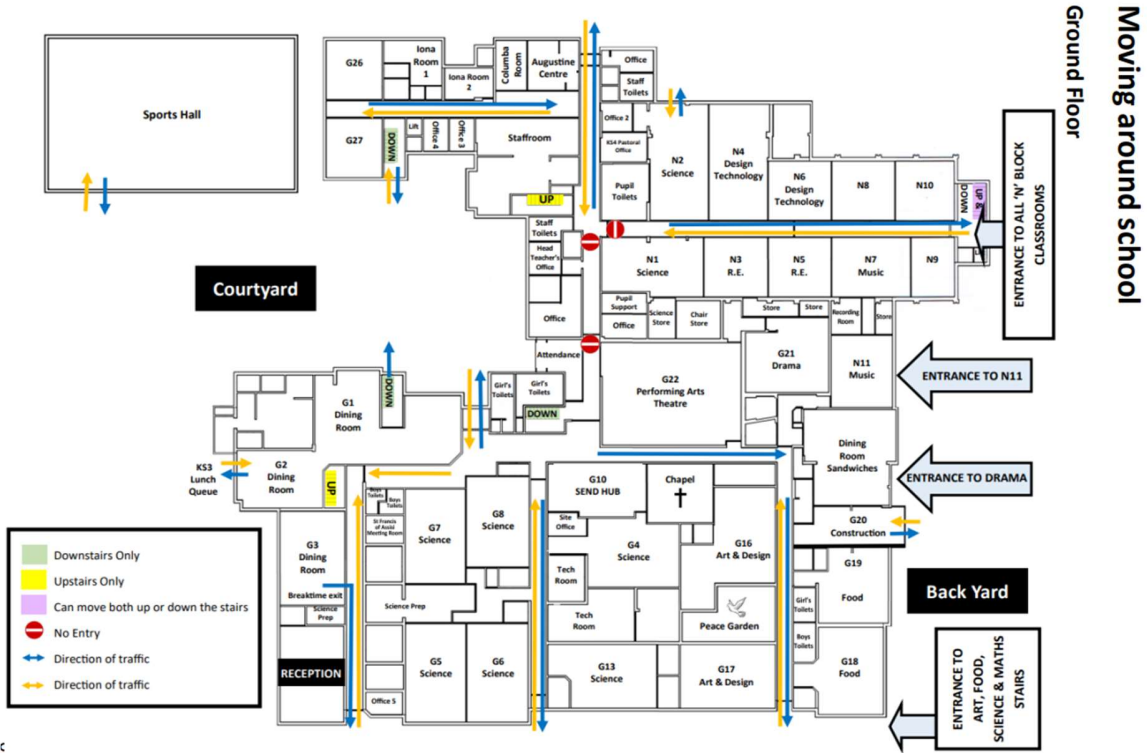 Moving around school
Ground Floor
Sports Hall
G26
Iona
Room
1
Iona Room
2
Columba
Room
Augustine
Centre
G27
DOWN
Lift
Office 4
Office 3
Staffroom
UP
Staff
Toilets
Head
Teacher's
Office
Office
Attendance
Office
Staff
Toilets
Office 2
KS4 Pastoral
Office
Pupil
Toilets
N2
Science
N4
Design
Technology
N6
Design
Technology
N8
N10
UP &
DOWN
ENTRANCE TO ALL 'N' BLOCK
CLASSROOMS
N1
Science
N3
R.E.
N5
R.E.
N7
Music
N9
Pupil
Support
Office
Science
Store
Chair
Store
Store
Store
Recording
Room
Store
G21
Drama
N11
Music
ENTRANCE TO N11
G22
Performing Arts
Theatre
Courtyard
G1
Dining
Room
DOWN
Girl's
Toilets
Girl's
Toilets
DOWN
Dining
Room
Sandwiches
ENTRANCE TO DRAMA
KS3
Lunch
Queue
G2
Dining
Room
UP
Boys
Toilets
Boys
Toilets
St Francis
of Assisi
Meeting Room
G7
Science
G8
Science
G10
SEND HUB
Chapel
Site
Office
G4
Science
G16
Art & Design
G20
Construction
G3
Dining
Room
Breaktime exit
Science
Prep
Science Prep
Tech
Room
Tech
Room
Peace Garden
G19
Food
Girl's
Toilets
Boys
Toilets
Back Yard
RECEPTION
G5
Science
G6
Science
G13
Science
G17
Art & Design
G18
Food
Office 5
ENTRANCE TO
ART, FOOD,
SCIENCE & MATHS
STAIRS
Downstairs Only
Upstairs Only
Can move both up or down the stairs
No Entry
Direction of traffic
Direction of traffic